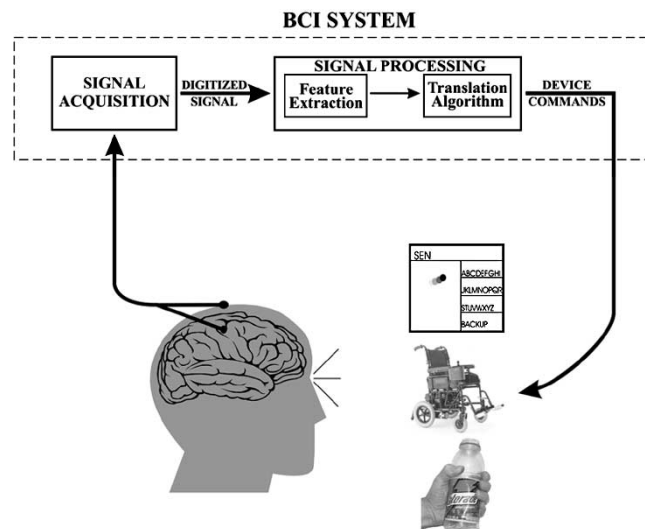 BCI SYSTEM
SIGNAL
ACQUISITION
DIGITIZED
SIGNAL
SIGNAL PROCESSING
Feature
Extraction
Translation
Algorithm
DEVICE
COMMANDS
SEN
ABCDEFGHI
JKLMNOPQR
STUVWXYZ
BACKUP